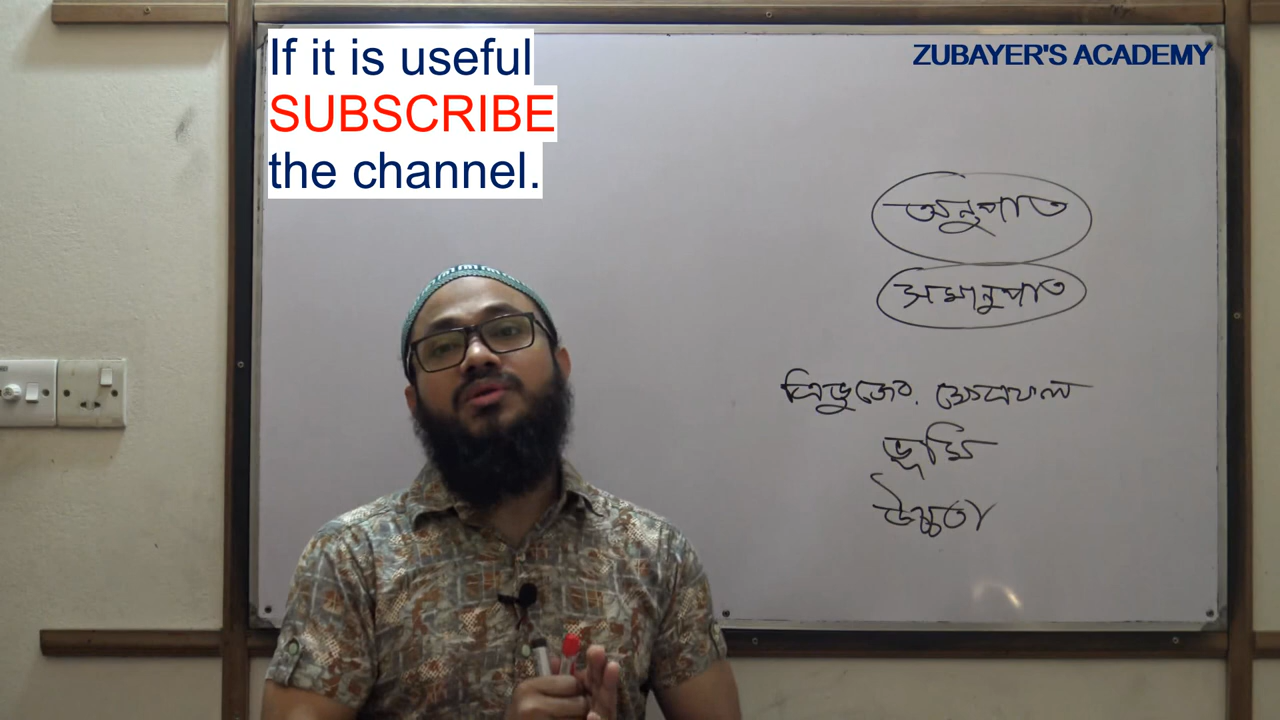 If it is useful
SUBSCRIBE
the channel.
ZUBAYER'S ACADEMY
অনুপাত
সমানুপাত
ত্রিভুজের ক্ষেত্রফল
ভূমি
উচ্চতা